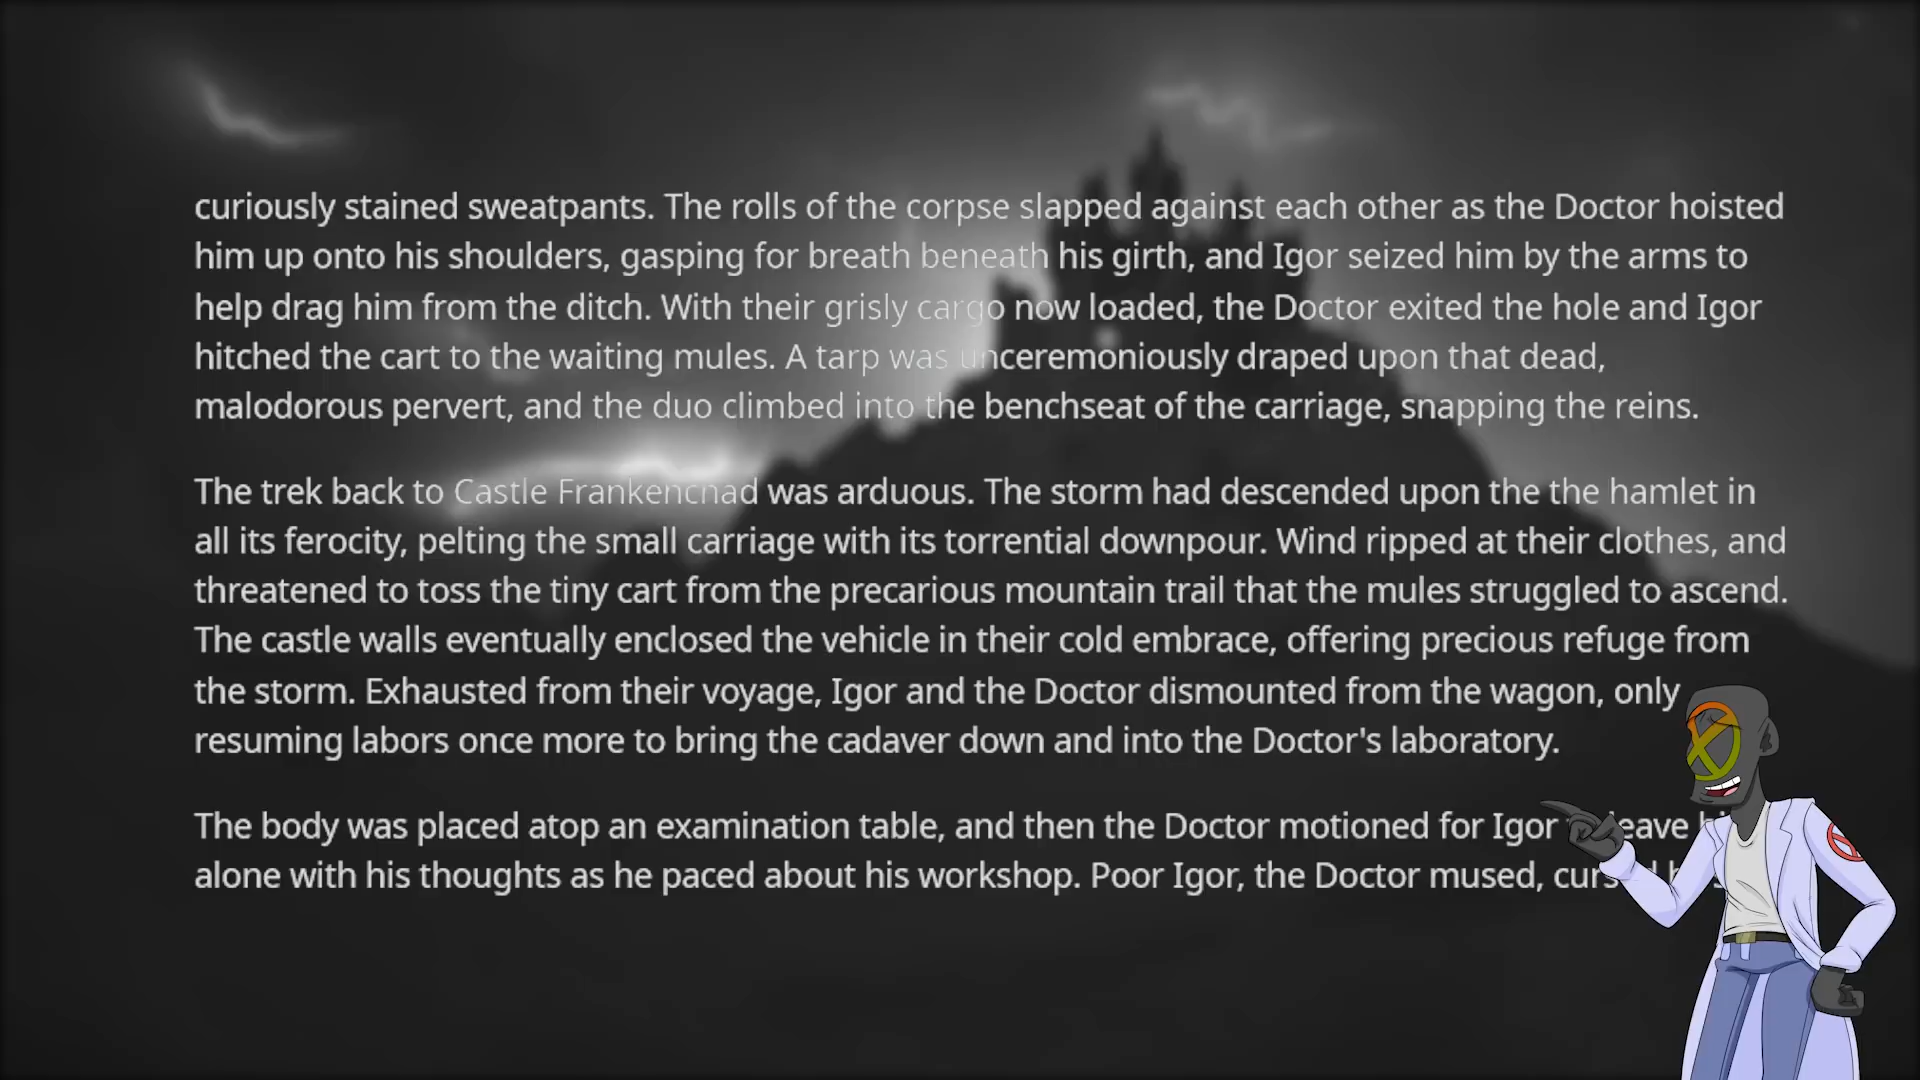 curiously stained sweatpants. The rolls of the corpse slapped against each other as the Doctor hoisted
him up onto his shoulders, gasping for breath beneath his girth, and Igor seized him by the arms to
help drag him from the ditch. With their grisly cargo now loaded, the Doctor exited the hole and Igor
hitched the cart to the waiting mules. A tarp was unceremoniously draped upon that dead,
malodorous pervert, and the duo climbed into the benchseat of the carriage, snapping the reins.
The trek back to Castle Frankenchad was arduous. The storm had descended upon the the hamlet in
all its ferocity, pelting the small carriage with its torrential downpour. Wind ripped at their clothes, and
threatened to toss the tiny cart from the precarious mountain trail that the mules struggled to ascend.
The castle walls eventually enclosed the vehicle in their cold embrace, offering precious refuge from
the storm. Exhausted from their voyage, Igor and the Doctor dismounted from the wagon, only
resuming labors once more to bring the cadaver down and into the Doctor's laboratory.
The body was placed atop an examination table, and then the Doctor motioned for Igor leave
alone with his thoughts as he paced about his workshop. Poor Igor, the Doctor mused,